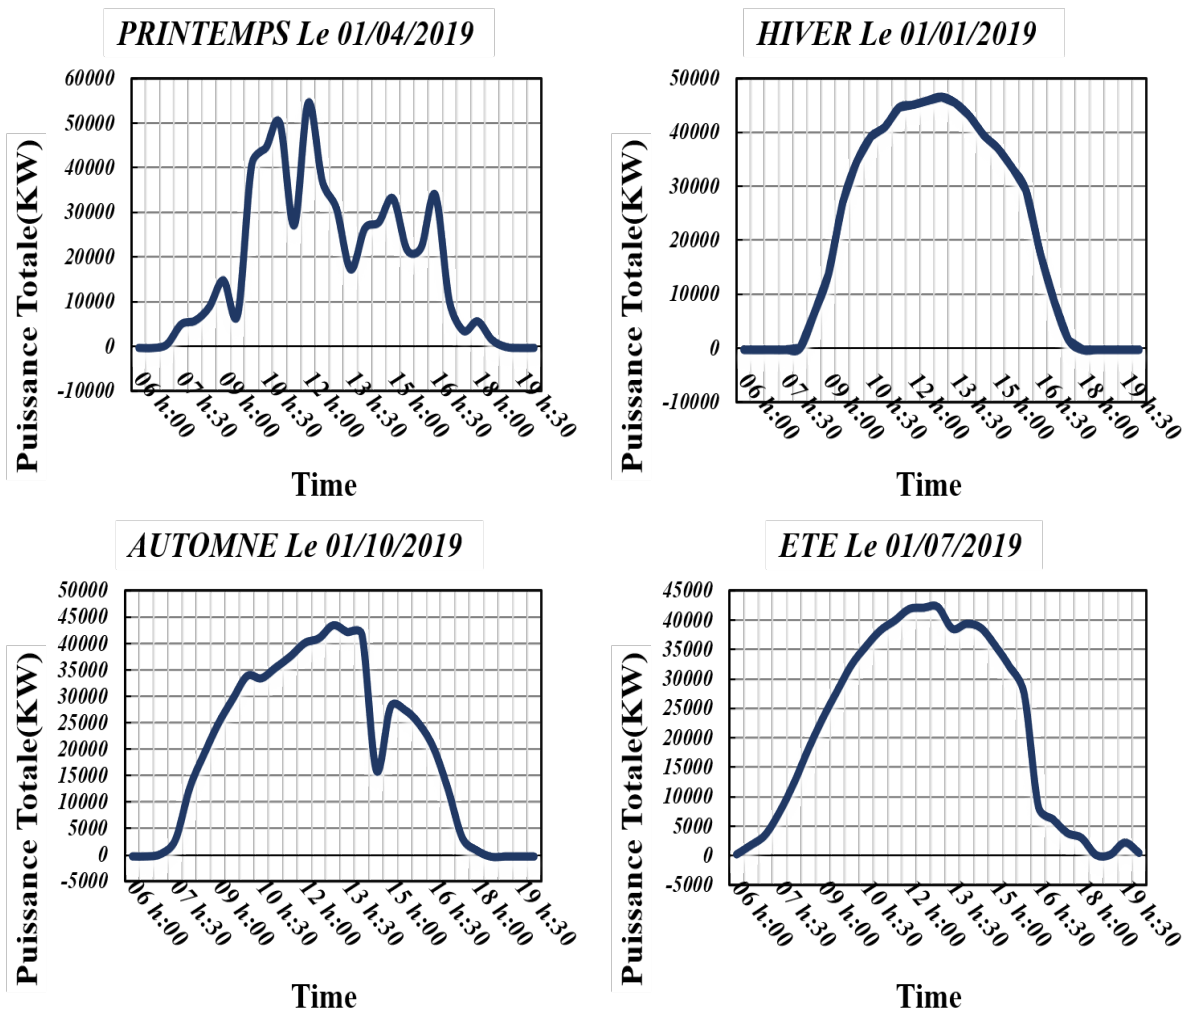 PRINTEMPS Le 01/04/2019
Puissance Totale(KW)
60000
50000
40000
30000
20000
10000
0
-10000
06 h:00
07 h:30
09 h:00
10 h:30
12 h:00
13 h:30
15 h:00
16 h:30
18 h:00
19 h:30
Time
HIVER Le 01/01/2019
Puissance Totale(KW)
50000
40000
30000
20000
10000
0
-10000
06 h:00
07 h:30
09 h:00
10 h:30
12 h:00
13 h:30
15 h:00
16 h:30
18 h:00
19 h:30
Time
AUTOMNE Le 01/10/2019
Puissance Totale(KW)
50000
45000
40000
35000
30000
25000
20000
15000
10000
5000
0
-5000
06 h:00
07 h:30
09 h:00
10 h:30
12 h:00
13 h:30
15 h:00
16 h:30
18 h:00
19 h:30
Time
ETE Le 01/07/2019
Puissance Totale(KW)
45000
40000
35000
30000
25000
20000
15000
10000
5000
0
-5000
06 h:00
07 h:30
09 h:00
10 h:30
12 h:00
13 h:30
15 h:00
16 h:30
18 h:00
19 h:30
Time